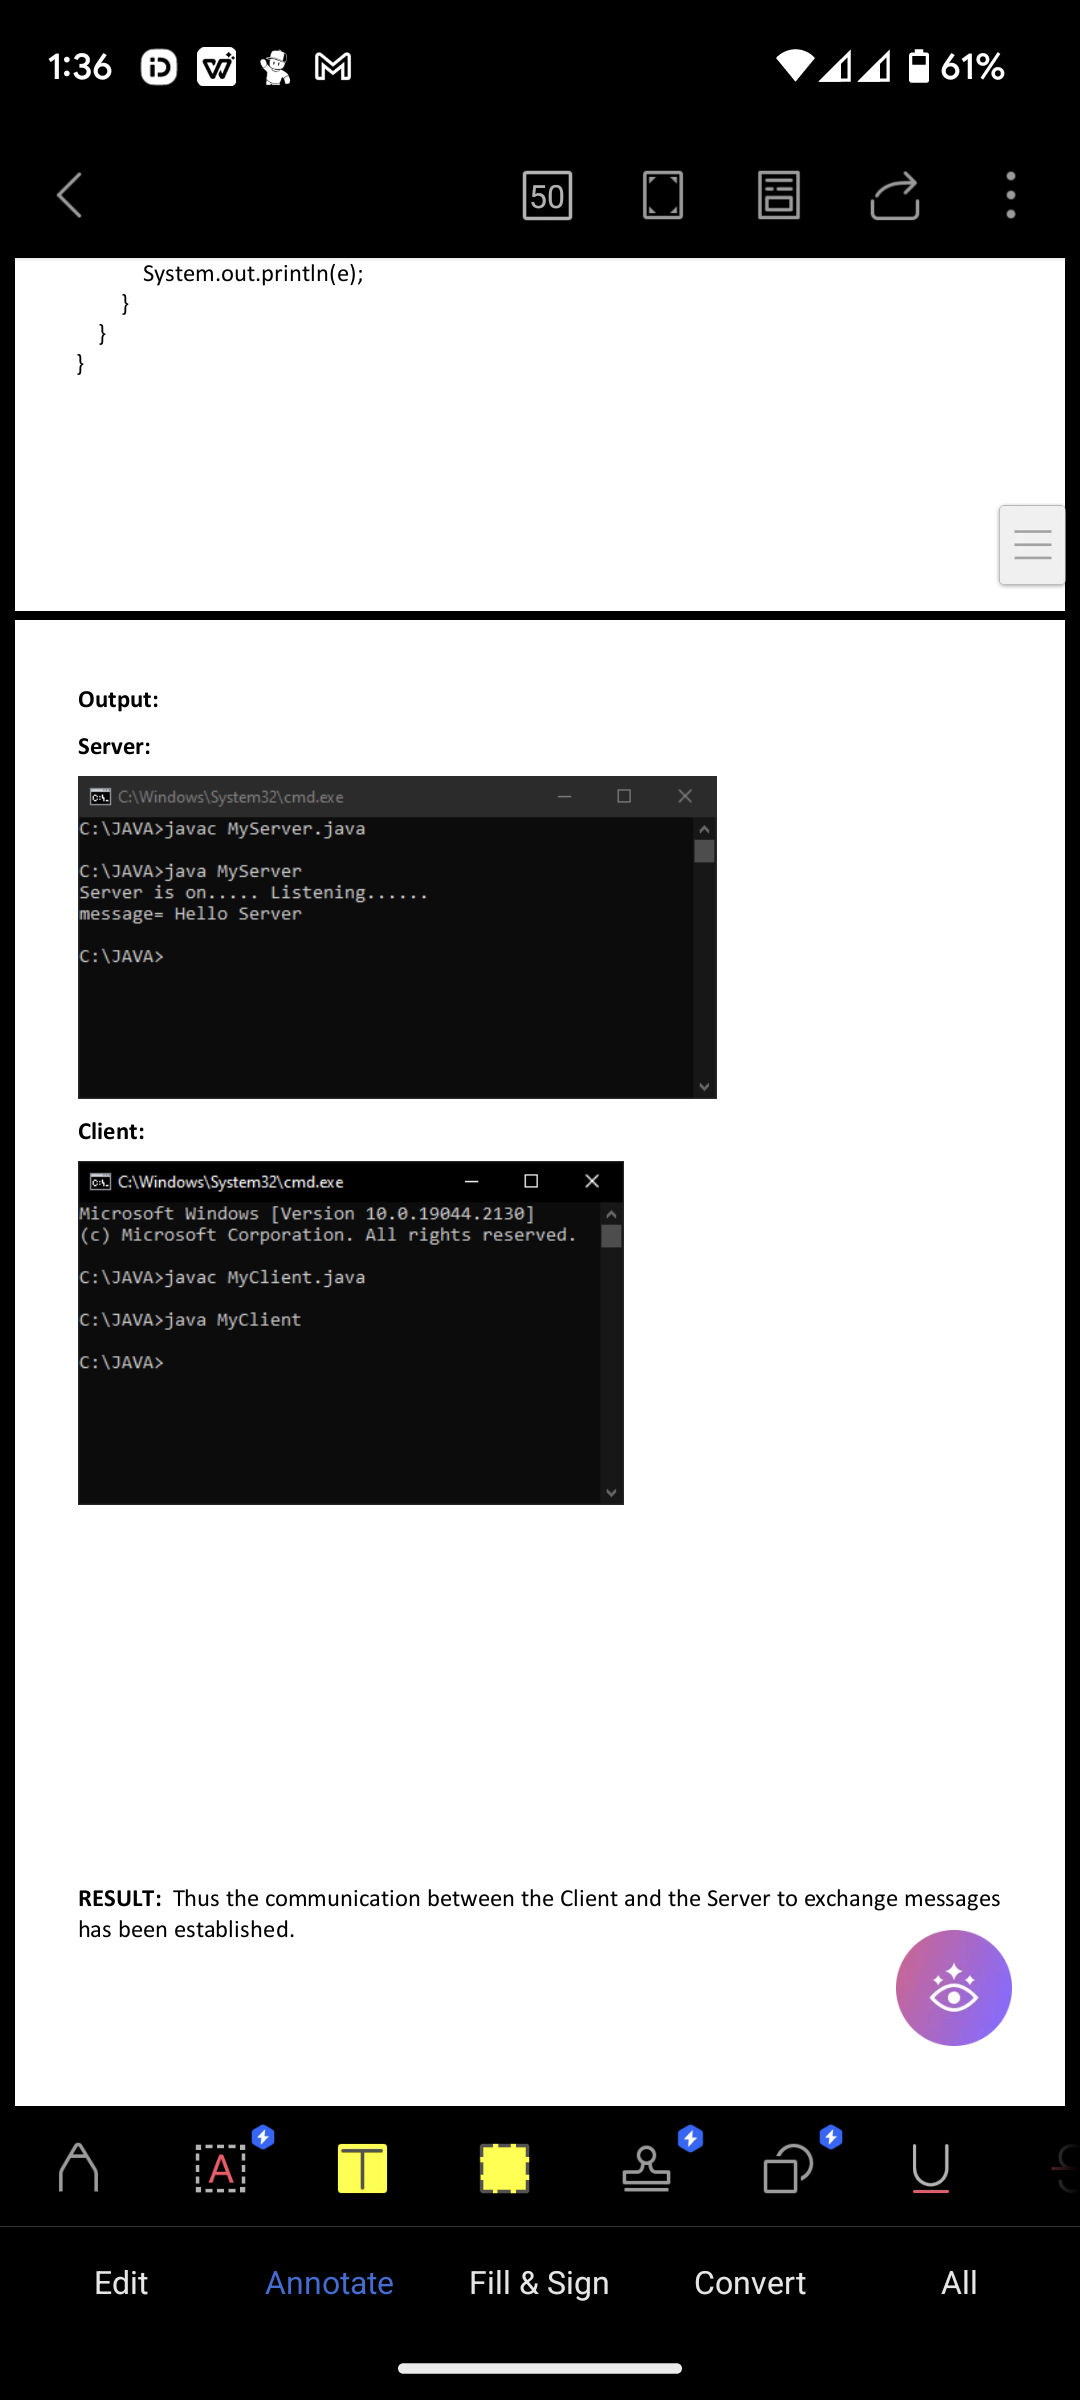 1:36
61%
50
System.out.println(e);
}
}
}
Output:
Server:
C:\Windows\System32\cmd.exe
C:\JAVA>javac MyServer.java
C:\JAVA>java MyServer
Server is on..... Listening......
message= Hello Server
C:\JAVA>
Client:
C:\Windows\System32\cmd.exe
Microsoft Windows [Version 10.0.19044.2130]
(c) Microsoft Corporation. All rights reserved.
C:\JAVA>javac MyClient.java
C:\JAVA>java MyClient
C:\JAVA>
RESULT: Thus the communication between the Client and the Server to exchange messages
has been established.
Edit Annotate Fill & Sign Convert All